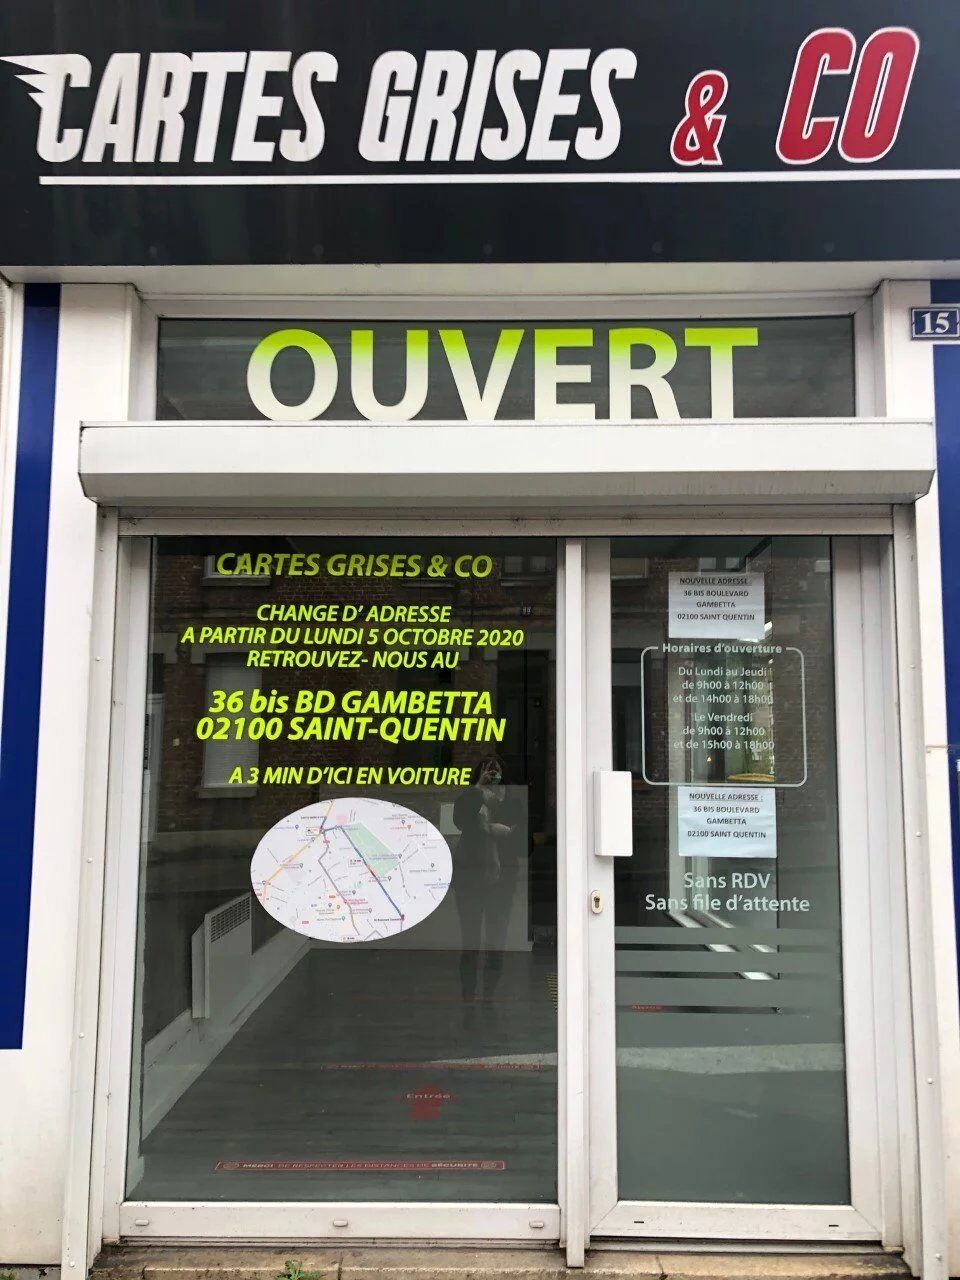 CARTES GRISES & CO
OUVERT
15
CARTES GRISES & CO
CHANGE D' ADRESSE
A PARTIR DU LUNDI 5 OCTOBRE 2020
RETROUVEZ- NOUS AU
36 bis BD GAMBETTA
02100 SAINT-QUENTIN
A 3 MIN D'ICI EN VOITURE
NOUVELLE ADRESSE
36 BIS BOULEVARD
GAMBETTA
02100 SAINT QUENTIN
Horaires d'ouverture
Du Lundi au Jeudi
de 9h00 à 12h00
et de 14h00 à 18h00
Le Vendredi
de 9h00 à 12h00
et de 15h00 à 18h00
NOUVELLE ADRESSE :
36 BIS BOULEVARD
GAMBETTA
02100 SAINT QUENTIN
Sans RDV
Sans file d'attente
Entrée
MERCI DE RESPECTER LES DISTANCES DE SÉCURITÉ